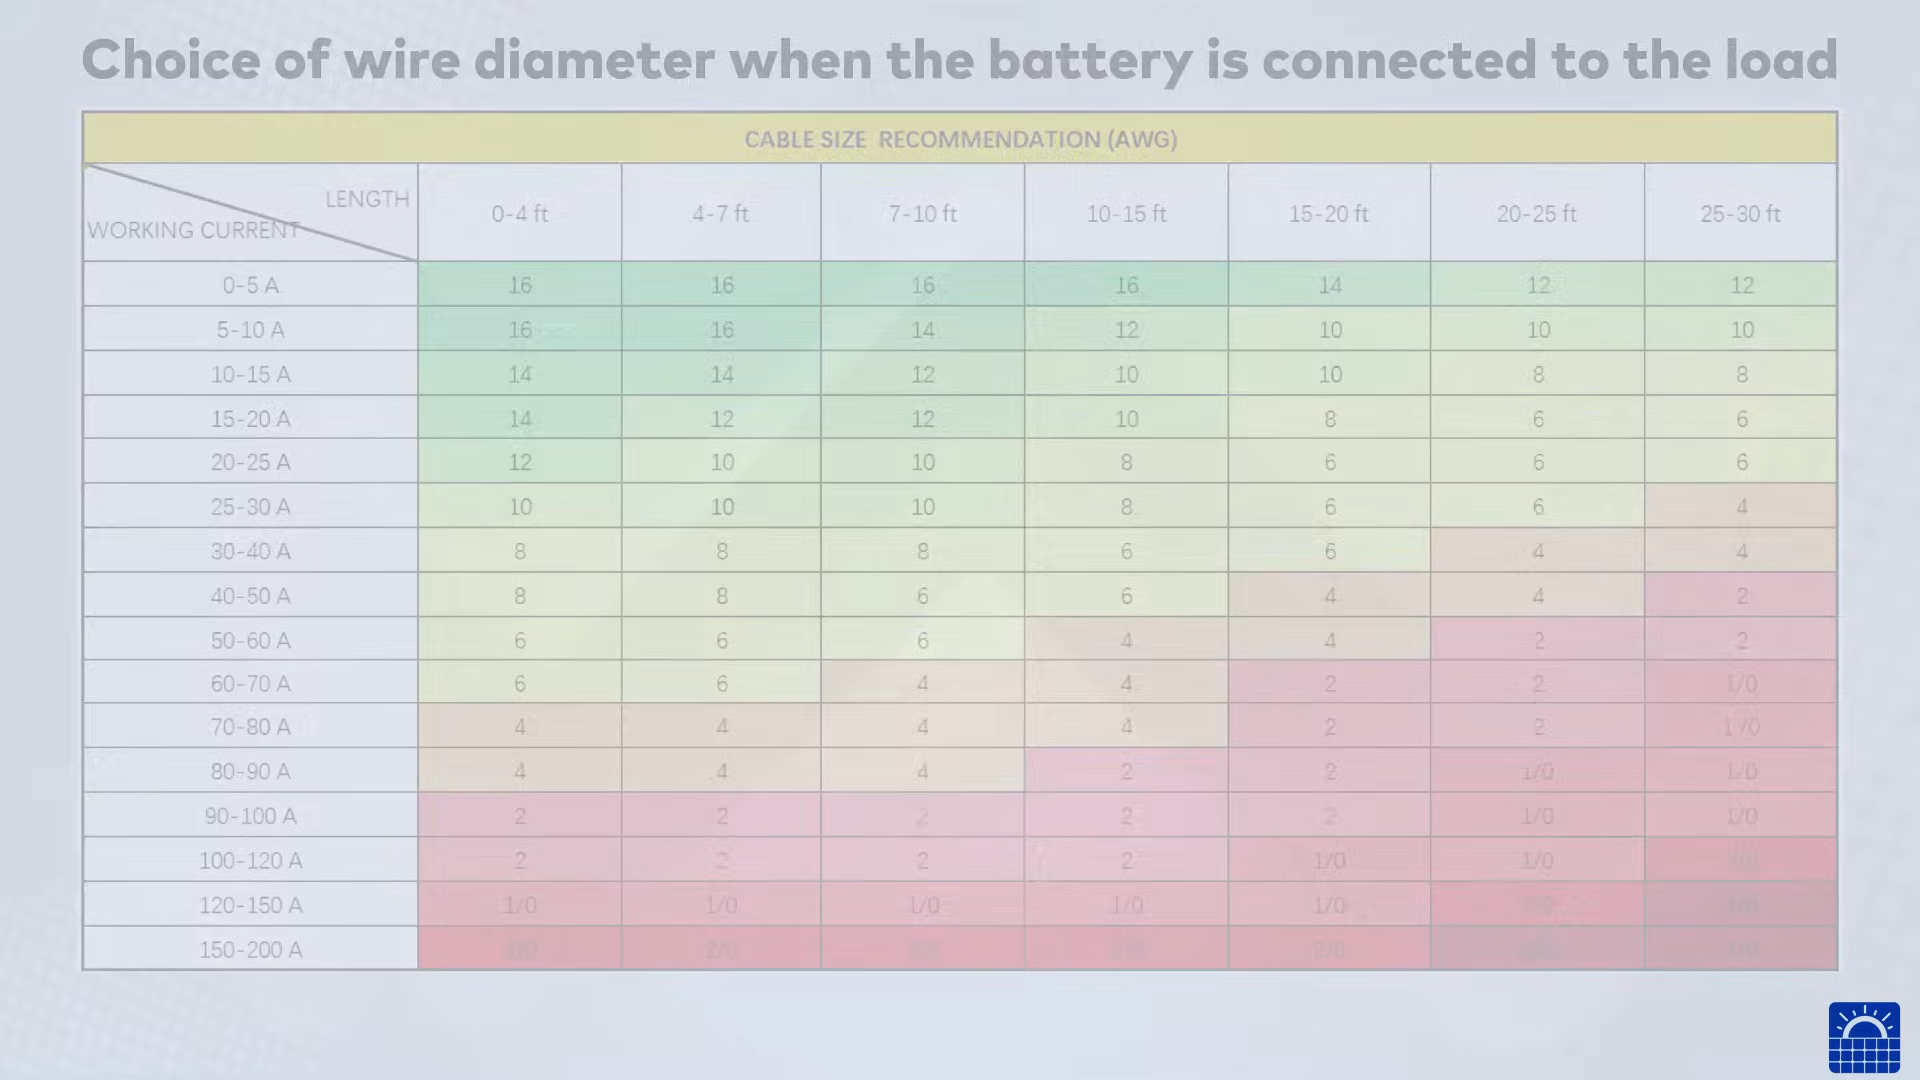 Choice of wire diameter when the battery is connected to the load
CABLE SIZE RECOMMENDATION (AWG)
LENGTH
WORKING CURRENT
0-4 ft 4-7 ft 7-10 ft 10-15 ft 15-20 ft 20-25 ft 25-30 ft
0-5 A 16 16 16 16 14 12 12
5-10 A 16 16 14 12 10 10 10
10-15 A 14 14 12 10 10 8 8
15-20 A 14 12 12 10 8 6 6
20-25 A 12 10 10 8 6 6 6
25-30 A 10 10 10 8 6 6 4
30-40 A 8 8 8 6 6 4 4
40-50 A 8 8 6 6 4 4 2
50-60 A 6 6 6 4 4 2 2
60-70 A 6 6 4 4 2 2 1/0
70-80 A 4 4 4 4 2 2 1/0
80-90 A 4 4 4 2 2 1/0 1/0
90-100 A 2 2 2 2 2 1/0 1/0
100-120 A 2 2 2 2 1/0 1/0
120-150 A 1/0 1/0 1/0 1/0 1/0
150-200 A 2/0 2/0